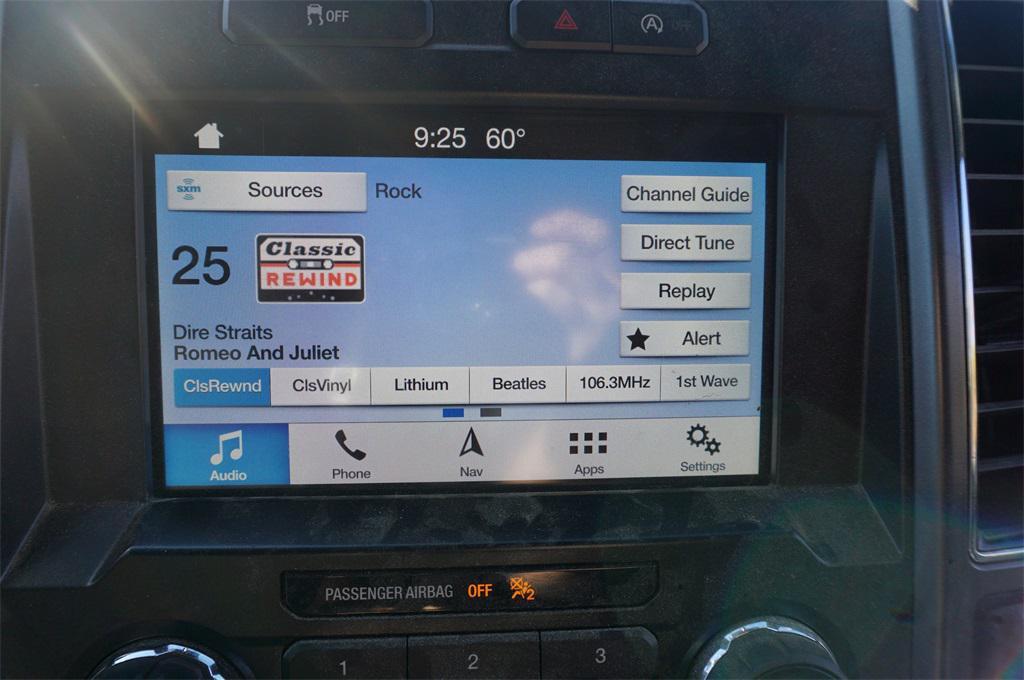 OFF
OFF
9:25 60°
sxm Sources Rock Channel Guide
25 Classic REWIND Direct Tune
Replay
Alert
Dire Straits
Romeo And Juliet
ClsRewnd ClsVinyl Lithium Beatles 106.3MHz 1st Wave
Audio Phone Nav Apps Settings
PASSENGER AIRBAG OFF 2
1 2 3